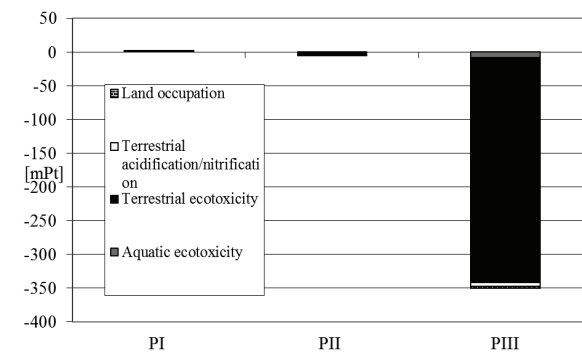 50
0
-50
-100
-150
[mPt]
-200
-250
-300
-350
-400
Land occupation
Terrestrial
acidification/nitrificati
on
Terrestrial ecotoxicity
Aquatic ecotoxicity
PI
PII
PIII